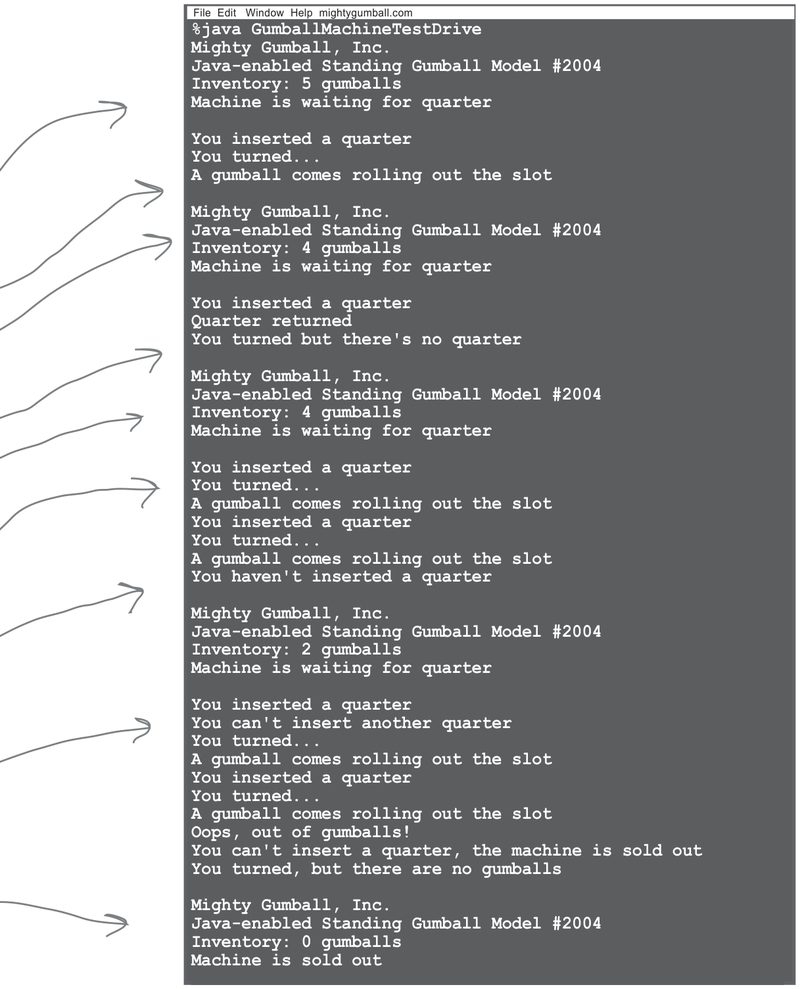 File Edit Window Help mightygumball.com
%java GumballMachineTestDrive
Mighty Gumball, Inc.
Java-enabled Standing Gumball Model #2004
Inventory: 5 gumballs
Machine is waiting for quarter
You inserted a quarter
You turned...
A gumball comes rolling out the slot
Mighty Gumball, Inc.
Java-enabled Standing Gumball Model #2004
Inventory: 4 gumballs
Machine is waiting for quarter
You inserted a quarter
Quarter returned
You turned but there's no quarter
Mighty Gumball, Inc.
Java-enabled Standing Gumball Model #2004
Inventory: 4 gumballs
Machine is waiting for quarter
You inserted a quarter
You turned...
A gumball comes rolling out the slot
You inserted a quarter
You turned...
A gumball comes rolling out the slot
You haven't inserted a quarter
Mighty Gumball, Inc.
Java-enabled Standing Gumball Model #2004
Inventory: 2 gumballs
Machine is waiting for quarter
You inserted a quarter
You can't insert another quarter
You turned...
A gumball comes rolling out the slot
You inserted a quarter
You turned...
A gumball comes rolling out the slot
Oops, out of gumballs!
You can't insert a quarter, the machine is sold out
You turned, but there are no gumballs
Mighty Gumball, Inc.
Java-enabled Standing Gumball Model #2004
Inventory: 0 gumballs
Machine is sold out